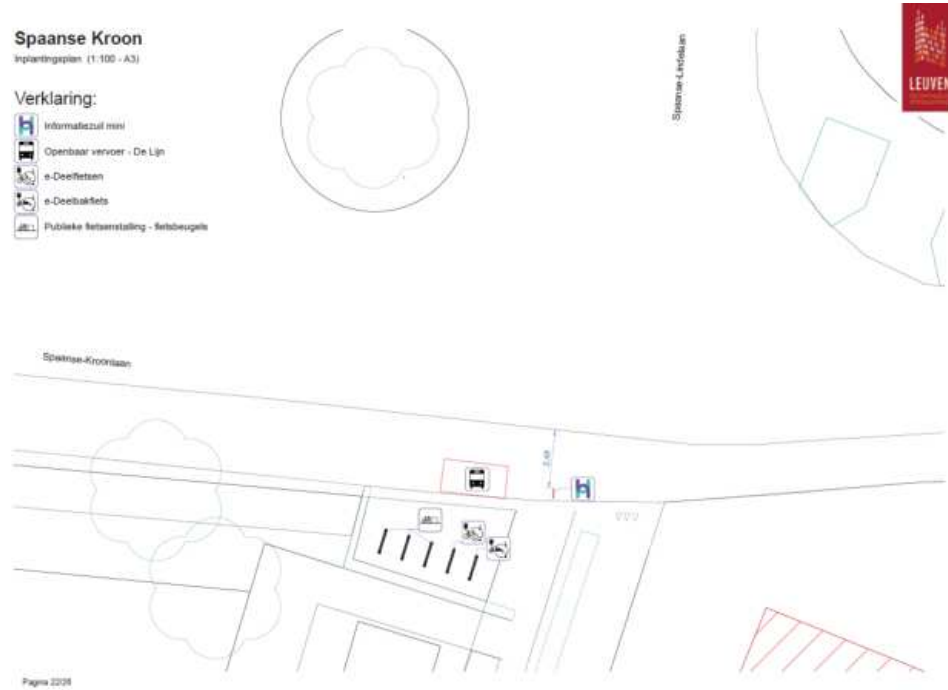 Spaanse Kroon
Inplantingsplan (1:100 - A3)
Verklaring:
Informatiezuil mini
Openbaar vervoer - De Lijn
e-Deelfietsen
e-Deelbakfiets
Publieke fietsenstalling - fietsbeugels
Spaanse-Lindelaan
LEUVEN
Spaanse-Kroonlaan
Pagina 22/26